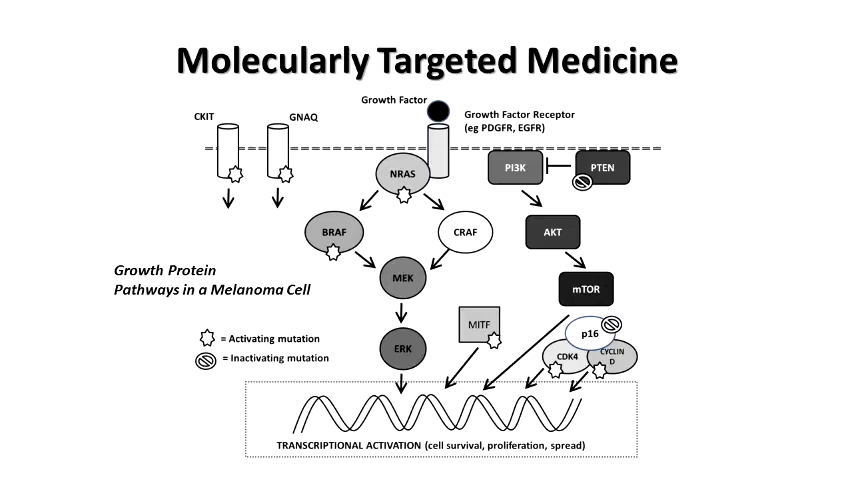 Molecularly Targeted Medicine
Growth Factor
CKIT
GNAQ
Growth Factor Receptor
(eg PDGFR, EGFR)
NRAS
PI3K
PTEN
BRAF
CRAF
AKT
Growth Protein
Pathways in a Melanoma Cell
MEK
mTOR
MITF
p16
= Activating mutation
= Inactivating mutation
ERK
CDK4
CYCLIN
D
TRANSCRIPTIONAL ACTIVATION (cell survival, proliferation, spread)